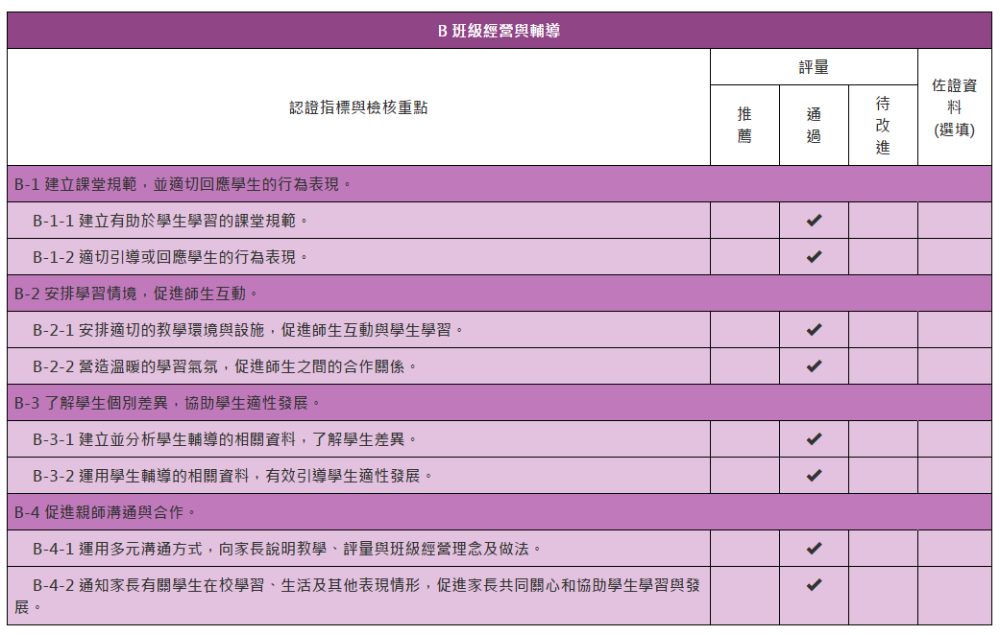 B 班級經營與輔導
認證指標與檢核重點
評量
佐證資
料
(選填)
推
薦
通
過
待
改
進
B-1 建立課堂規範，並適切回應學生的行為表現。
B-1-1 建立有助於學生學習的課堂規範。
✔
B-1-2 適切引導或回應學生的行為表現。
✔
B-2 安排學習情境，促進師生互動。
B-2-1 安排適切的教學環境與設施，促進師生互動與學生學習。
✔
B-2-2 營造溫暖的學習氣氛，促進師生之間的合作關係。
✔
B-3 了解學生個別差異，協助學生適性發展。
B-3-1 建立並分析學生輔導的相關資料，了解學生差異。
✔
B-3-2 運用學生輔導的相關資料，有效引導學生適性發展。
✔
B-4 促進親師溝通與合作。
B-4-1 運用多元溝通方式，向家長說明教學、評量與班級經營理念及做法。
✔
B-4-2 通知家長有關學生在校學習、生活及其他表現情形，促進家長共同關心和協助學生學習與發
展。
✔